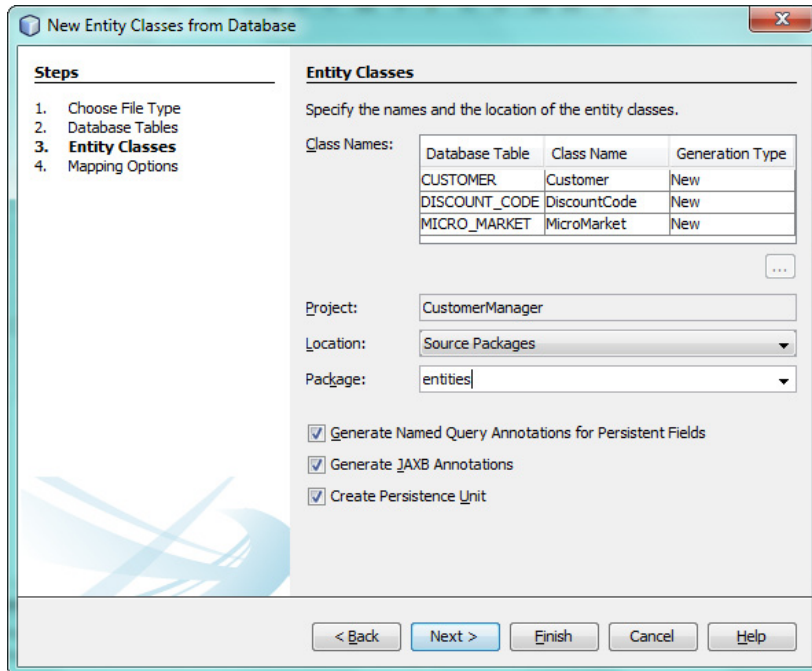 New Entity Classes from Database
Steps
1. Choose File Type
2. Database Tables
3. Entity Classes
4. Mapping Options
Entity Classes
Specify the names and the location of the entity classes.
Class Names:
Database Table Class Name Generation Type
CUSTOMER Customer New
DISCOUNT_CODE DiscountCode New
MICRO_MARKET MicroMarket New
...
Project: CustomerManager
Location: Source Packages
Package: entities
Generate Named Query Annotations for Persistent Fields
Generate JAXB Annotations
Create Persistence Unit
< Back Next > Finish Cancel Help